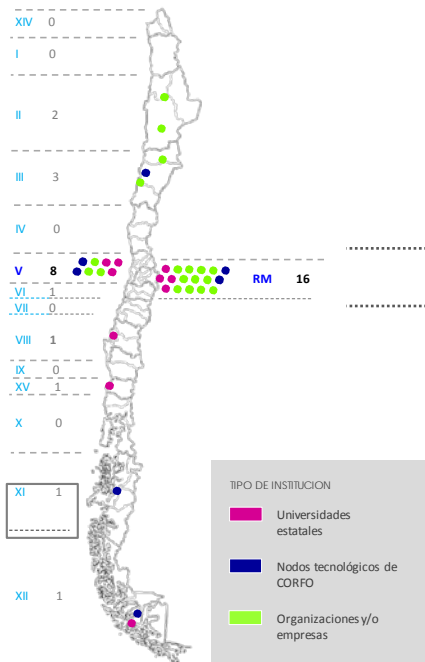 XIV 0
I 0
II 2
III 3
IV 0
V 8
RM 16
VI 1
VII 0
VIII 1
IX 0
XV 1
X 0
XI 1
XII 1
TIPO DE INSTITUCION
Universidades
estatales
Nodos tecnológicos de
CORFO
Organizaciones y/o
empresas